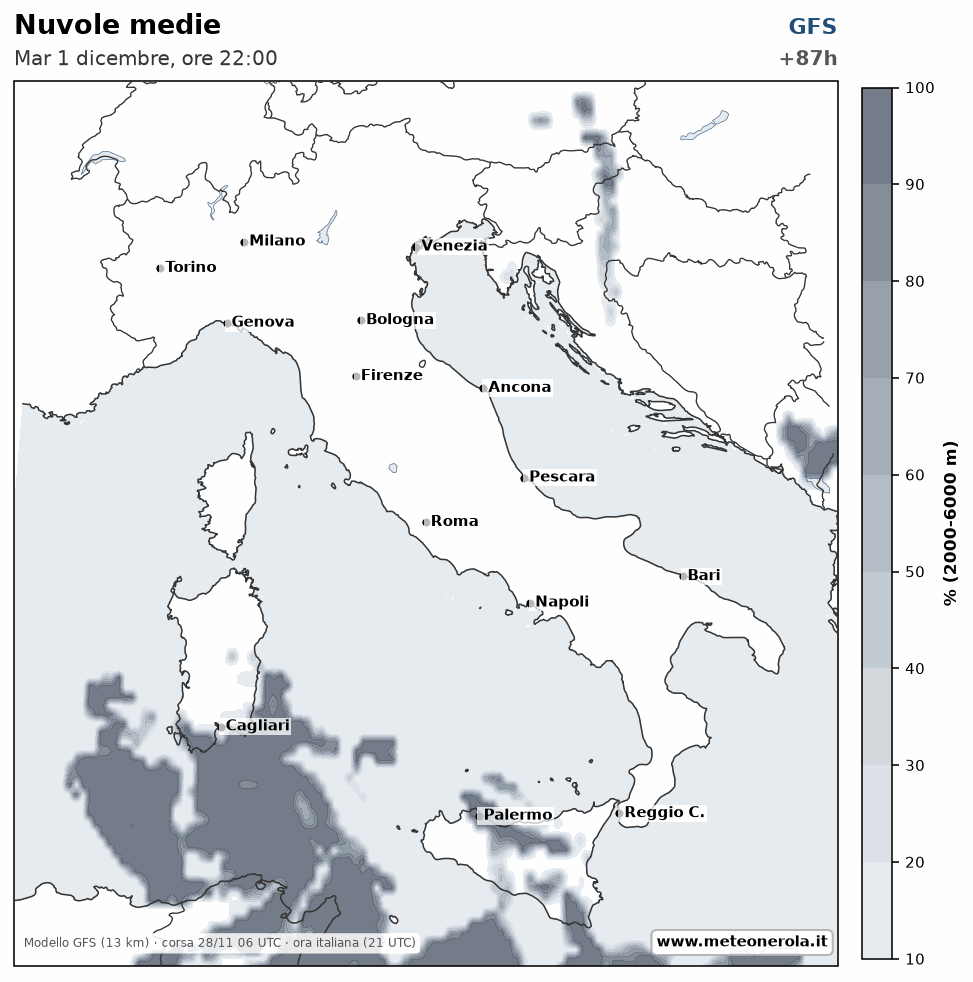 Nuvole medie
GFS
Mar 1 dicembre, ore 22:00
+87h
100
90
80
70
60
50
40
30
20
10
% (2000-6000 m)
Milano
Venezia
Torino
Genova
Bologna
Firenze
Ancona
Pescara
Roma
Bari
Napoli
Cagliari
Palermo
Reggio C.
Modello GFS (13 km) · corsa 28/11 06 UTC · ora italiana (21 UTC)
www.meteonerola.it